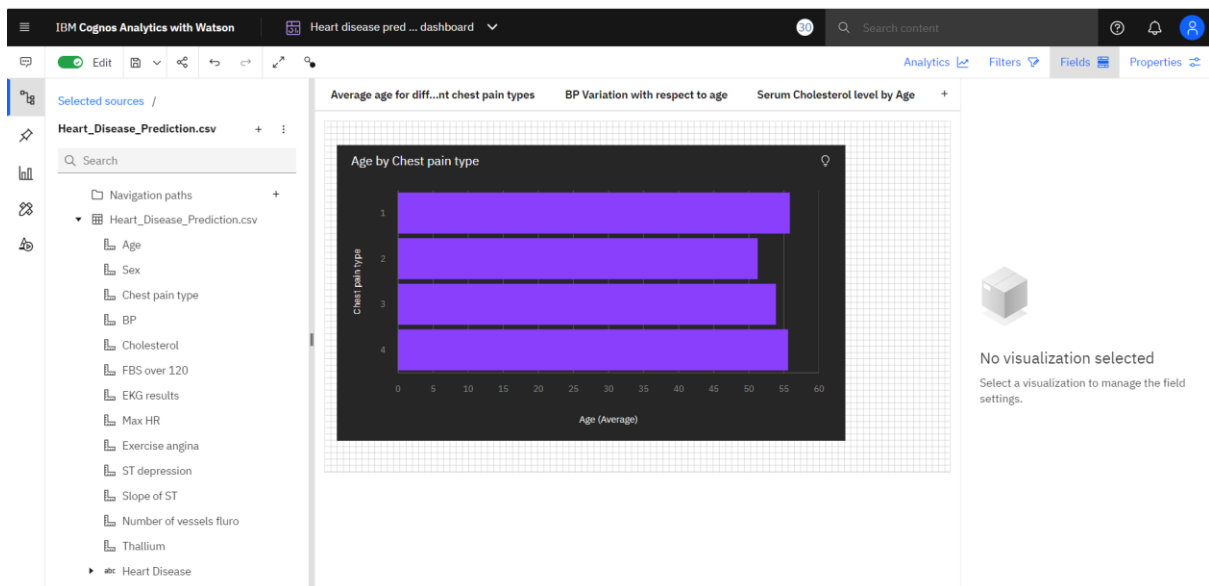 IBM Cognos Analytics with Watson
Heart disease pred ... dashboard
30
Search content
Edit
Analytics
Filters
Fields
Properties
Selected sources /
Heart_Disease_Prediction.csv
Search
Navigation paths
Heart_Disease_Prediction.csv
Age
Sex
Chest pain type
BP
Cholesterol
FBS over 120
EKG results
Max HR
Exercise angina
ST depression
Slope of ST
Number of vessels fluro
Thallium
abc Heart Disease
Average age for diff...nt chest pain types
BP Variation with respect to age
Serum Cholesterol level by Age
Age by Chest pain type
Chest pain type
1
2
3
4
0 5 10 15 20 25 30 35 40 45 50 55 60
Age (Average)
No visualization selected
Select a visualization to manage the field
settings.